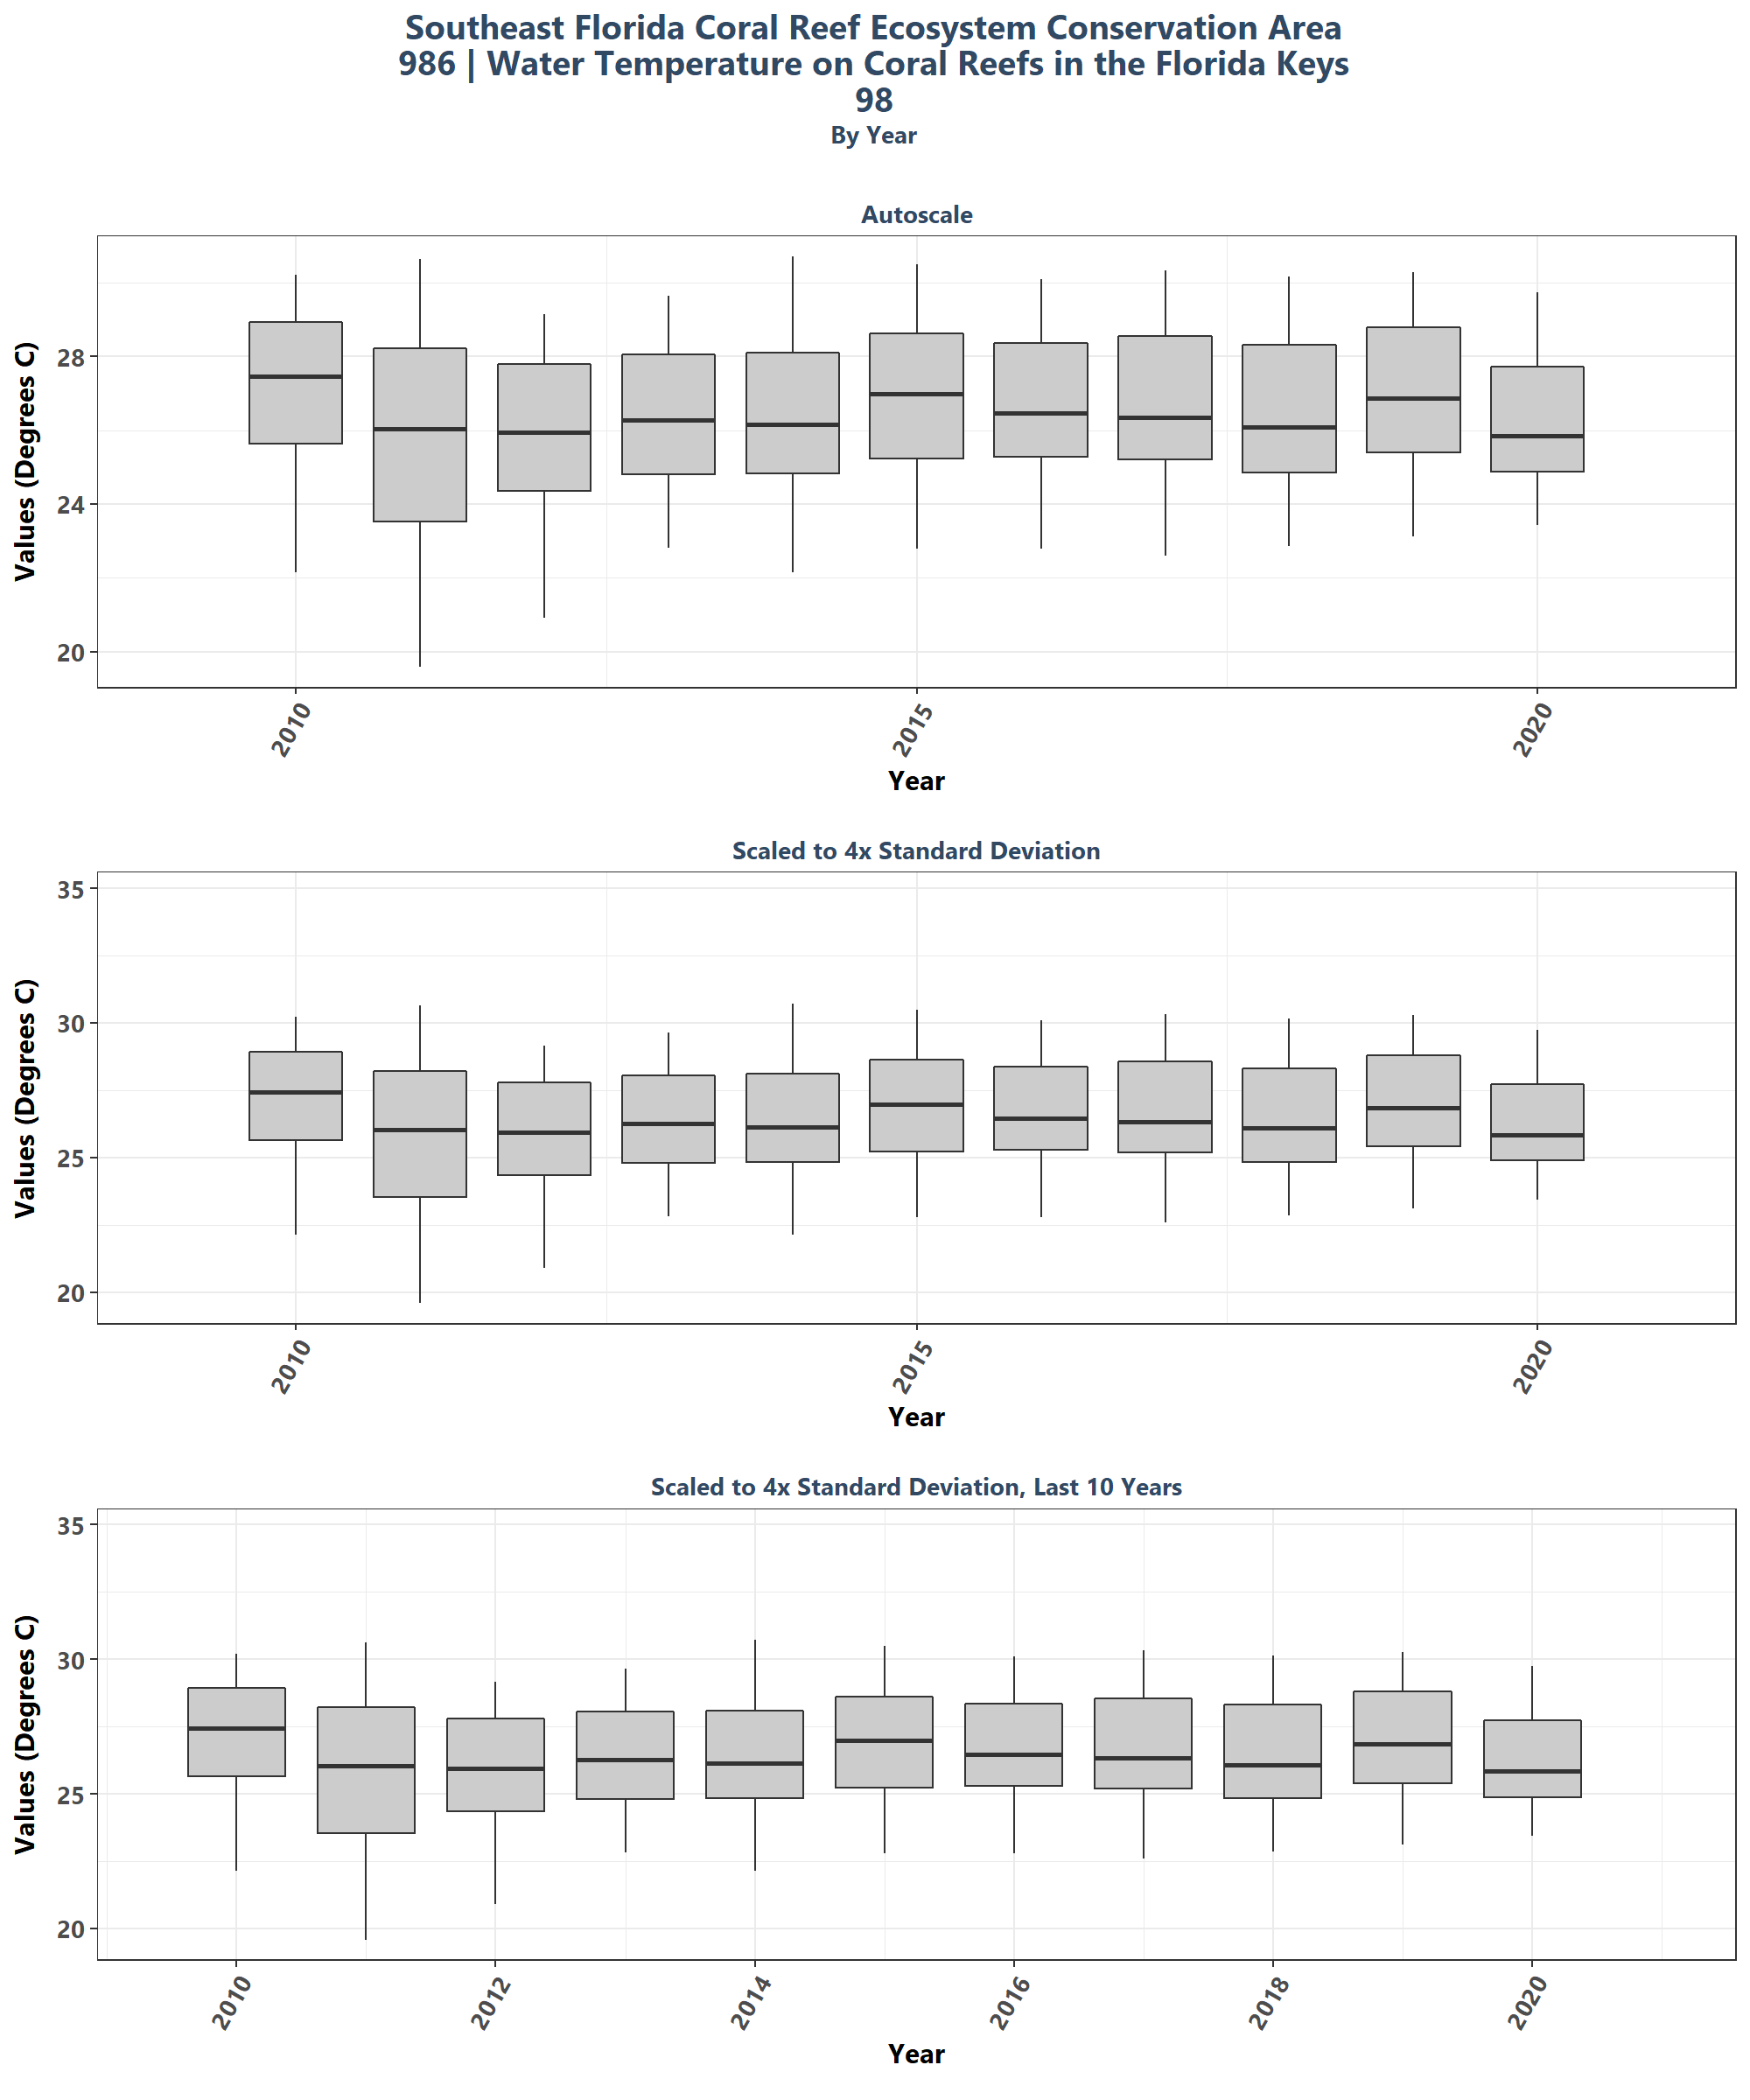 Southeast Florida Coral Reef Ecosystem Conservation Area
986 | Water Temperature on Coral Reefs in the Florida Keys
98
By Year
Autoscale
Values (Degrees C)
28
24
20
2010
2015
2020
Year
Scaled to 4x Standard Deviation
Values (Degrees C)
35
30
25
20
2010
2015
2020
Year
Scaled to 4x Standard Deviation, Last 10 Years
Values (Degrees C)
35
30
25
20
2010
2012
2014
2016
2018
2020
Year